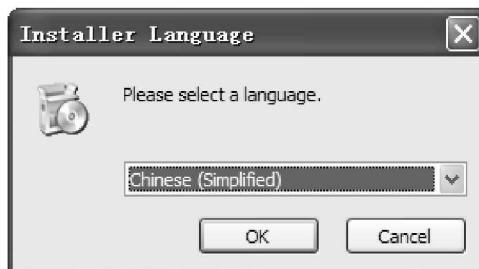 Installer Language
Please select a language.
Chinese (Simplified)
OK
Cancel